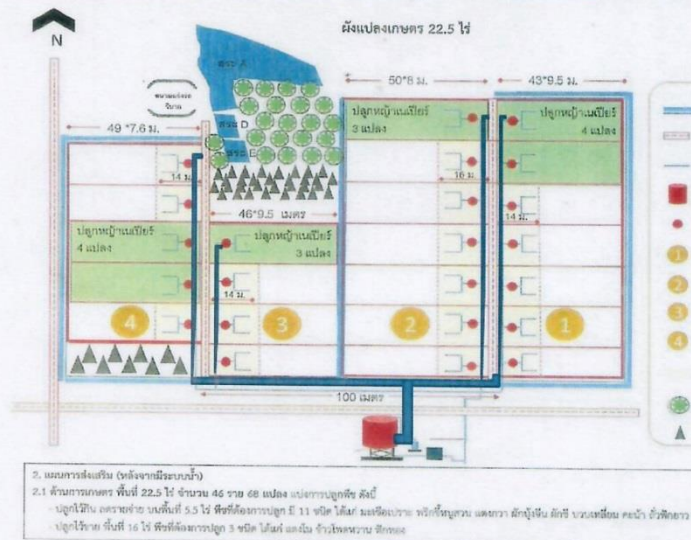 ผังแปลงเกษตร 22.5 ไร่
N
สระ A
สระ D
สระ E
50*8 ม.
43*9.5 ม.
49 *7.6 ม.
ปลูกหญ้าเนเปียร์
3 แปลง
ปลูกหญ้าเนเปียร์
4 แปลง
14 ม.
16 ม.
14 ม.
46*9.5 เมตร
ปลูกหญ้าเนเปียร์
4 แปลง
ปลูกหญ้าเนเปียร์
3 แปลง
14 ม.
4
3
2
1
1
2
3
4
100 เมตร
2. แผนการส่งเสริม (หลังจากมีระบบน้ำ)
2.1 ด้านการเกษตร พื้นที่ 22.5 ไร่ จำนวน 46 ราย 68 แปลง แบ่งการปลูกพืช ดังนี้
- ปลูกไว้กิน ลดรายจ่าย บนพื้นที่ 5.5 ไร่ พืชที่ต้องการปลูก มี 11 ชนิด ได้แก่ มะเขือเปราะ พริกขี้หนูสวน แตงกวา ผักบุ้งจีน ผักชี บวบเหลี่ยม คะน้า ถั่วฝักยาว
- ปลูกไว้ขาย พื้นที่ 16 ไร่ พืชที่ต้องการปลูก 3 ชนิด ได้แก่ แตงโม ข้าวโพดหวาน ฟักทอง